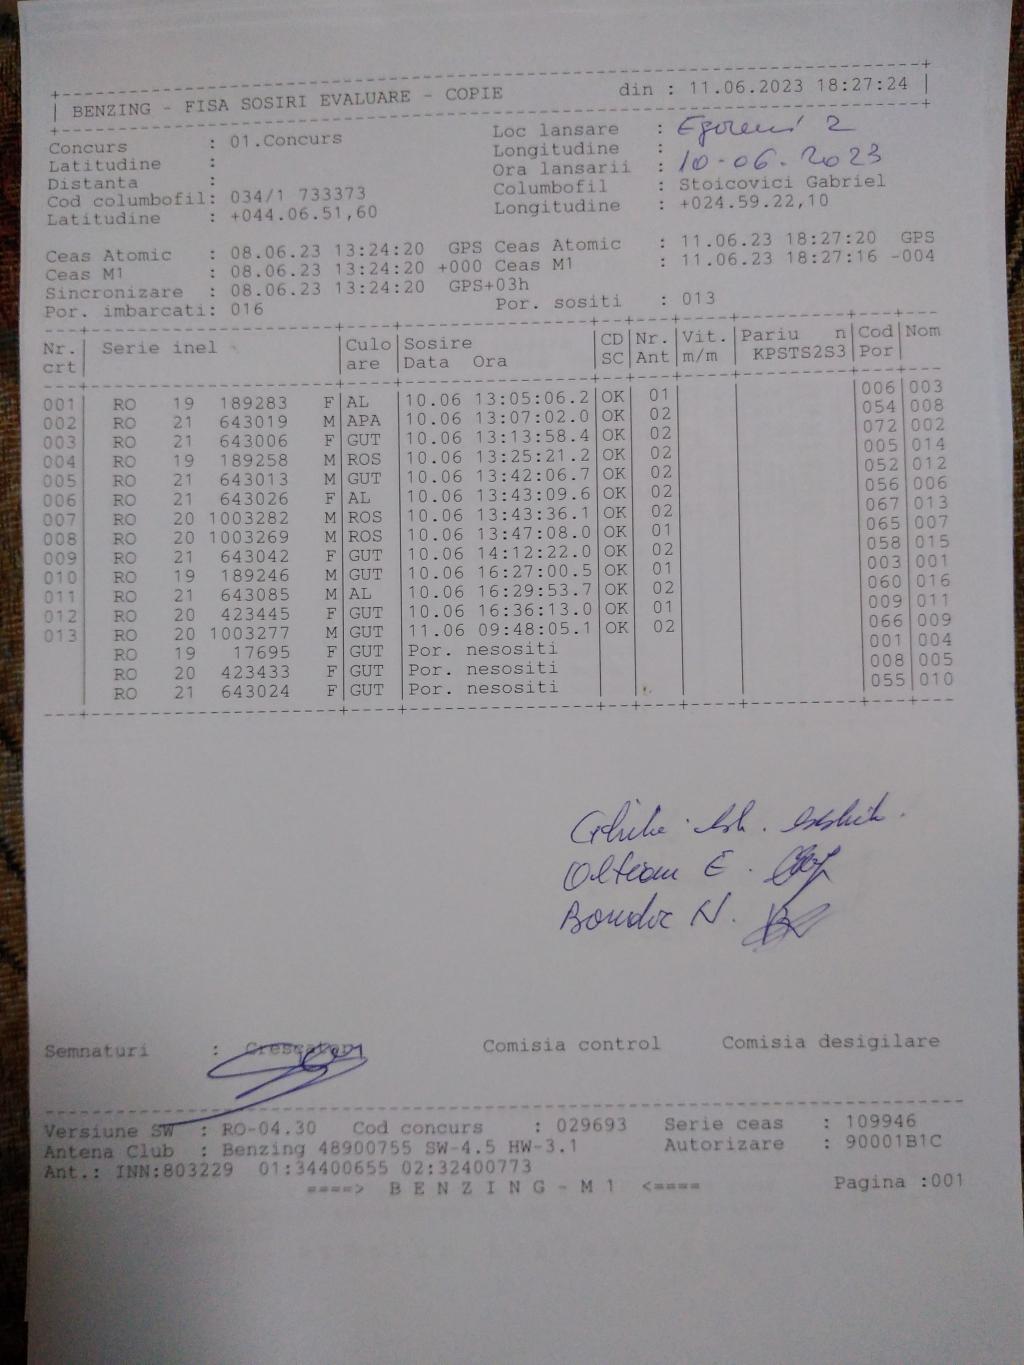 BENZING - FISA SOSIRI EVALUARE - COPIE din : 11.06.2023 18:27:24
Concurs : 01.Concurs Loc lansare : 2
Latitudine : Longitudine :
Distanta : Ora lansarii : 10-06.2023
Cod columbofil: 034/1 733373 Columbofil : Stoicovici Gabriel
Latitudine : +044.06.51,60 Longitudine : +024.59.22,10
Ceas Atomic : 08.06.23 13:24:20 GPS Ceas Atomic : 11.06.23 18:27:20 GPS
Ceas M1 : 08.06.23 13:24:20 +000 Ceas M1 : 11.06.23 18:27:16 -004
Sincronizare : 08.06.23 13:24:20 GPS+03h
Por. imbarcati: 016 Por. sositi : 013
Nr. Serie inel Culo Sosire CD Nr. Vit. Pariu n Cod Nom
crt are Data Ora SC Ant m/m KPSTS2S3 Por
001 RO 19 189283 F AL 10.06 13:05:06.2 OK 01 006 003
002 RO 21 643019 M APA 10.06 13:07:02.0 OK 02 054 008
003 RO 21 643006 F GUT 10.06 13:13:58.4 OK 02 072 002
004 RO 19 189258 M ROS 10.06 13:25:21.2 OK 02 005 014
005 RO 21 643013 M GUT 10.06 13:42:06.7 OK 02 052 012
006 RO 21 643026 F AL 10.06 13:43:09.6 OK 02 056 006
007 RO 20 1003282 M ROS 10.06 13:43:36.1 OK 02 067 013
008 RO 20 1003269 M ROS 10.06 13:47:08.0 OK 01 065 007
009 RO 21 643042 F GUT 10.06 14:12:22.0 OK 02 058 015
010 RO 19 189246 M GUT 10.06 16:27:00.5 OK 01 003 001
011 RO 21 643085 M AL 10.06 16:29:53.7 OK 02 060 016
012 RO 20 423445 F GUT 10.06 16:36:13.0 OK 01 009 011
013 RO 20 1003277 M GUT 11.06 09:48:05.1 OK 02 066 009
RO 19 17695 F GUT Por. nesositi 001 004
RO 20 423433 F GUT Por. nesositi 008 005
RO 21 643024 F GUT Por. nesositi 055 010
Oltean E.
N.
Semnaturi : Crescatori Comisia control Comisia desigilare
Versiune SW : RO-04.30 Cod concurs : 029693 Serie ceas : 109946
Antena Club : Benzing 48900755 SW-4.5 HW-3.1 Autorizare : 90001B1C
Ant.: INN:803229 01:34400655 02:32400773
====> B E N Z I N G - M 1 <==== Pagina :001